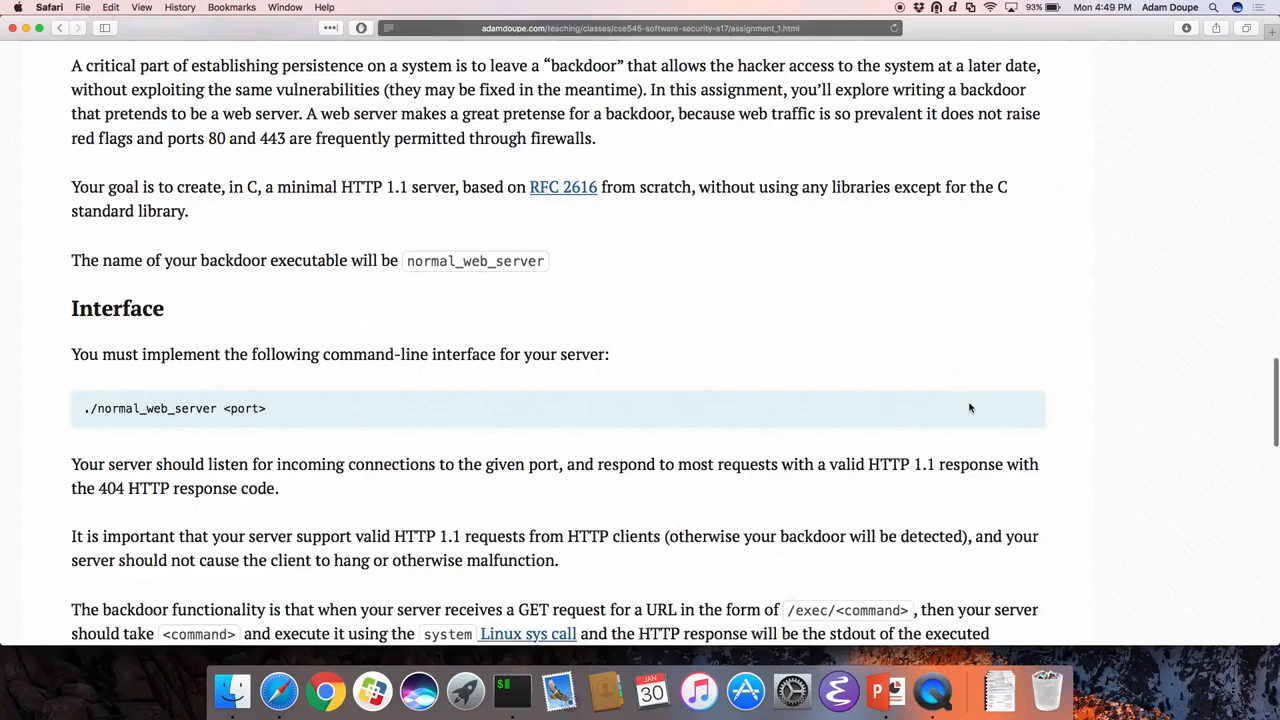 Safari File Edit View History Bookmarks Window Help 93% Mon 4:49 PM Adam Doupe
adamdoupe.com/teaching/classes/cse545-software-security-s17/assignment_1.html
A critical part of establishing persistence on a system is to leave a “backdoor” that allows the hacker access to the system at a later date,
without exploiting the same vulnerabilities (they may be fixed in the meantime). In this assignment, you’ll explore writing a backdoor
that pretends to be a web server. A web server makes a great pretense for a backdoor, because web traffic is so prevalent it does not raise
red flags and ports 80 and 443 are frequently permitted through firewalls.
Your goal is to create, in C, a minimal HTTP 1.1 server, based on RFC 2616 from scratch, without using any libraries except for the C
standard library.
The name of your backdoor executable will be normal_web_server
Interface
You must implement the following command-line interface for your server:
./normal_web_server <port>
Your server should listen for incoming connections to the given port, and respond to most requests with a valid HTTP 1.1 response with
the 404 HTTP response code.
It is important that your server support valid HTTP 1.1 requests from HTTP clients (otherwise your backdoor will be detected), and your
server should not cause the client to hang or otherwise malfunction.
The backdoor functionality is that when your server receives a GET request for a URL in the form of /exec/<command> , then your server
should take <command> and execute it using the system Linux sys call and the HTTP response will be the stdout of the executed
JAN
30